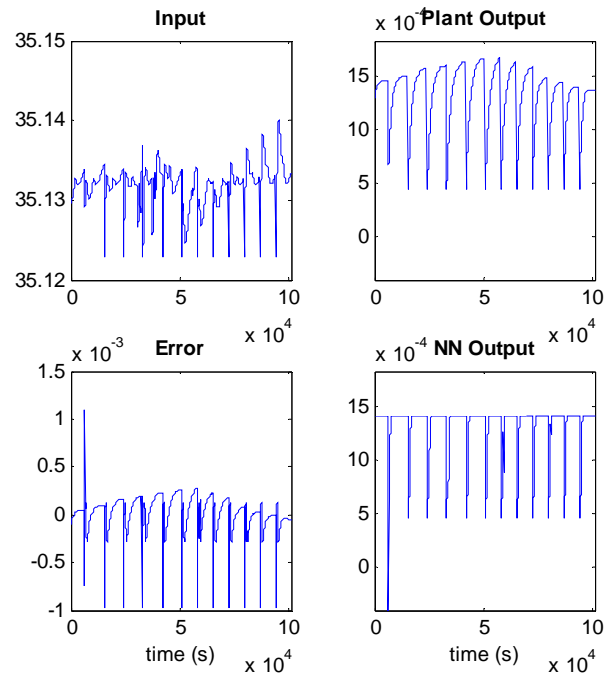 Input
35.15
35.14
35.13
35.12
0
5
10
x 10^4
Plant Output
x 10^-4
15
10
5
0
0
5
10
x 10^4
Error
x 10^-3
1.5
1
0.5
0
-0.5
-1
0
5
10
time (s)
x 10^4
NN Output
x 10^-4
15
10
5
0
0
5
10
time (s)
x 10^4